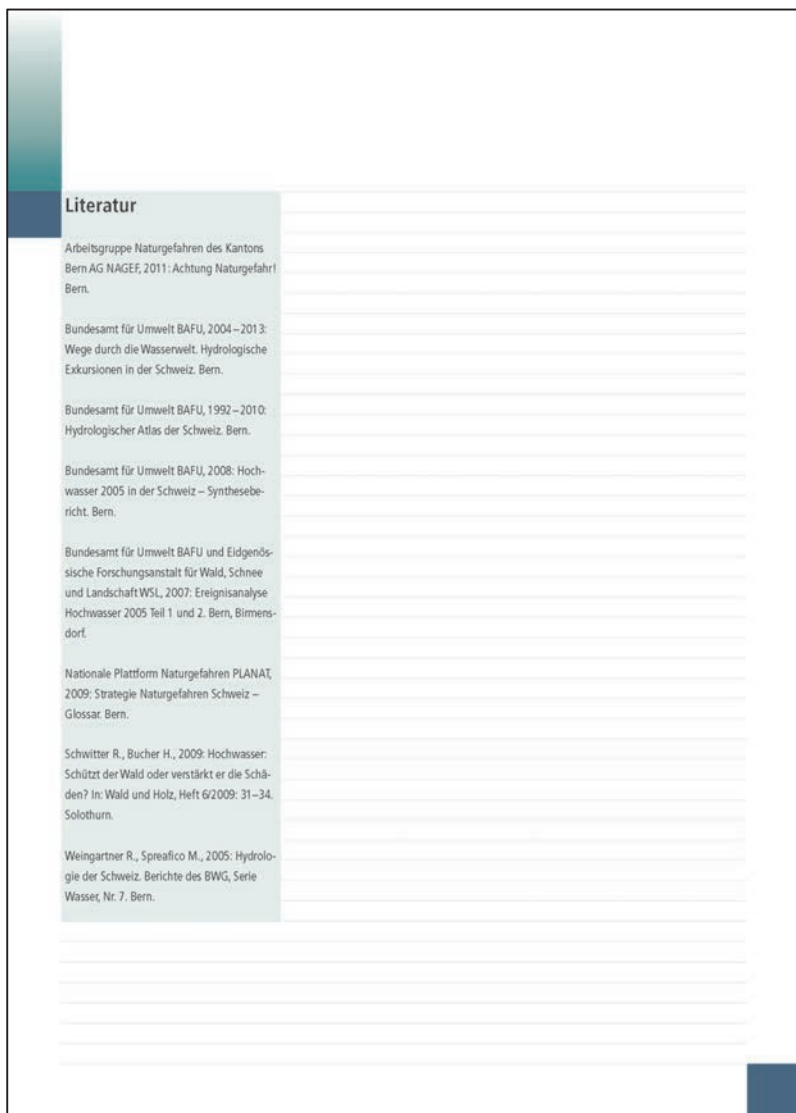 Literatur
Arbeitsgruppe Naturgefahren des Kantons
Bern AG NAGEF, 2011: Achtung Naturgefahr!
Bern.
Bundesamt für Umwelt BAFU, 2004–2013:
Wege durch die Wasserwelt. Hydrologische
Exkursionen in der Schweiz. Bern.
Bundesamt für Umwelt BAFU, 1992–2010:
Hydrologischer Atlas der Schweiz. Bern.
Bundesamt für Umwelt BAFU, 2008: Hoch-
wasser 2005 in der Schweiz – Synthesebe-
richt. Bern.
Bundesamt für Umwelt BAFU und Eidgenös-
sische Forschungsanstalt für Wald, Schnee
und Landschaft WSL, 2007: Ereignisanalyse
Hochwasser 2005 Teil 1 und 2. Bern, Birmens-
dorf.
Nationale Plattform Naturgefahren PLANAT,
2009: Strategie Naturgefahren Schweiz –
Glossar. Bern.
Schwitter R., Bucher H., 2009: Hochwasser:
Schützt der Wald oder verstärkt er die Schä-
den? In: Wald und Holz, Heft 6/2009: 31–34.
Solothurn.
Weingartner R., Spreafico M., 2005: Hydrolo-
gie der Schweiz. Berichte des BWG, Serie
Wasser, Nr. 7. Bern.